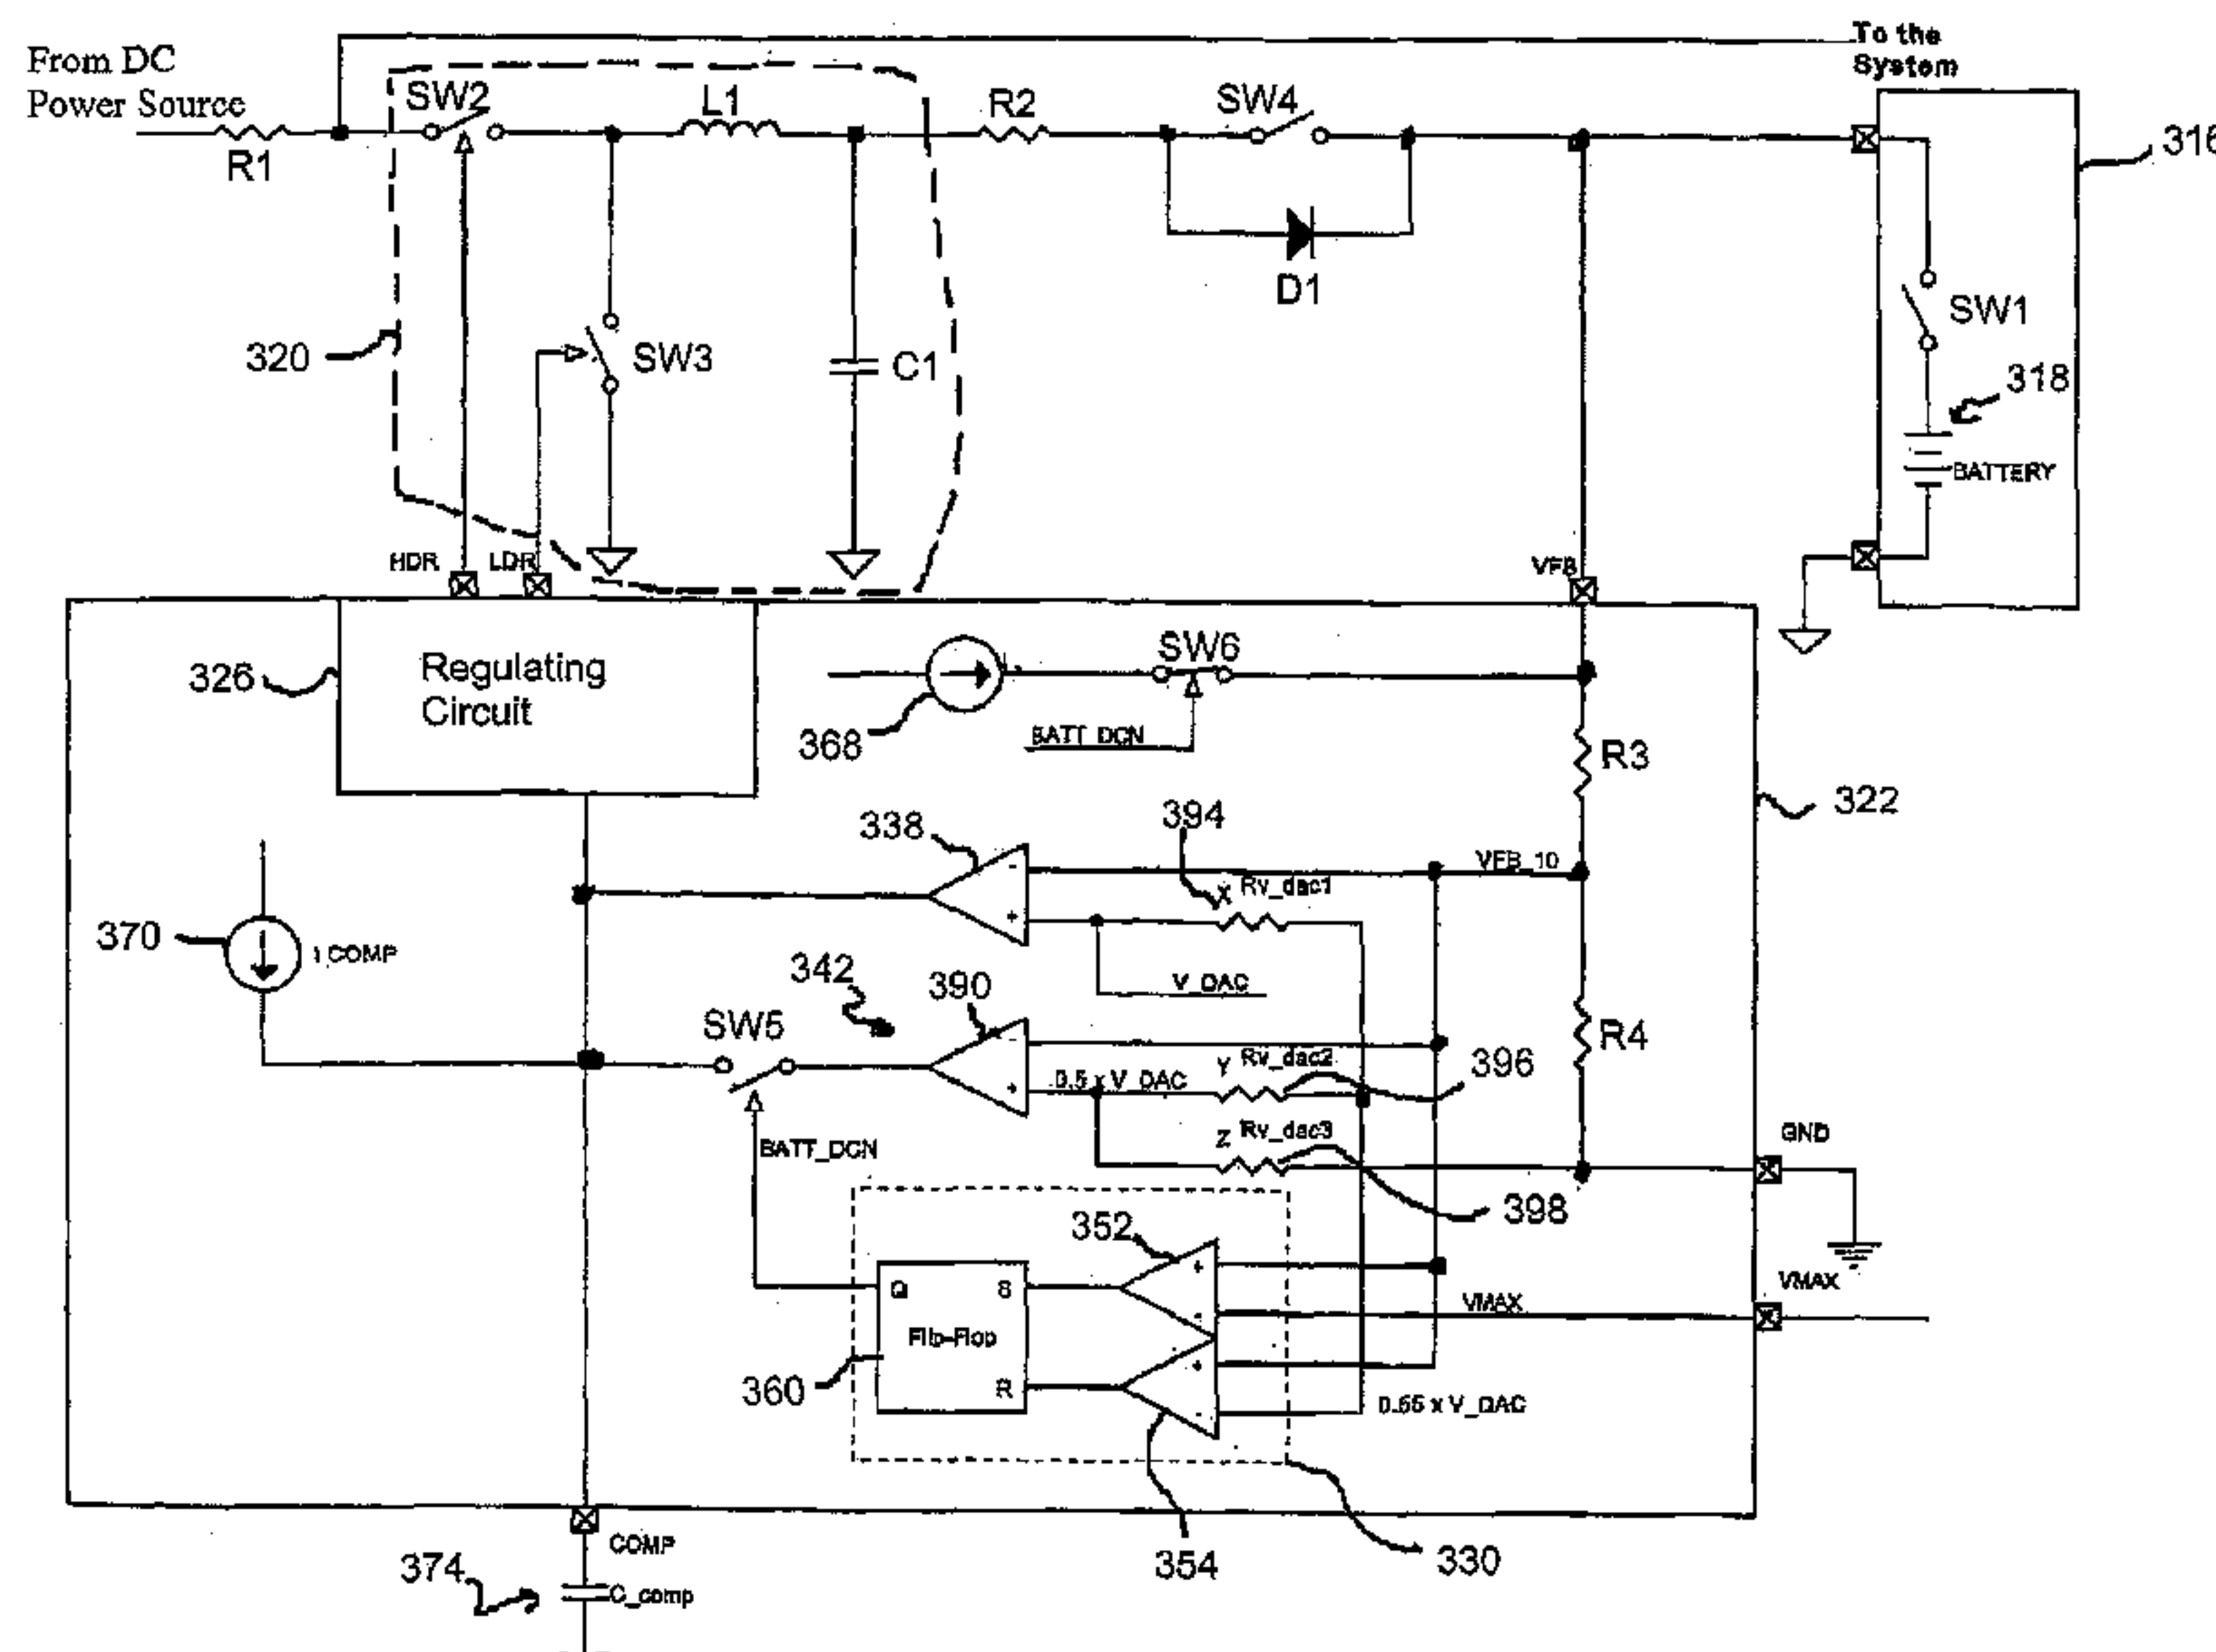 To the
System
From DC
Power Source
SW2
L1
R2
SW4
R1
316
D1
SW1
320
SW3
C1
318
BATTERY
HDR
LDR
VFB
326
Regulating
Circuit
SW6
368
BATT_DCN
R3
322
338
394
VFB_10
X
Rv_dac1
370
I COMP
342
390
V_DAC
SW5
R4
0.5 x V_DAC
Y
Rv_dac2
396
BATT_DCN
Z
Rv_dac3
GND
398
352
VMAX
Q
S
VMAX
Flip-Flop
360
R
0.65 x V_DAC
354
330
COMP
374
C_comp